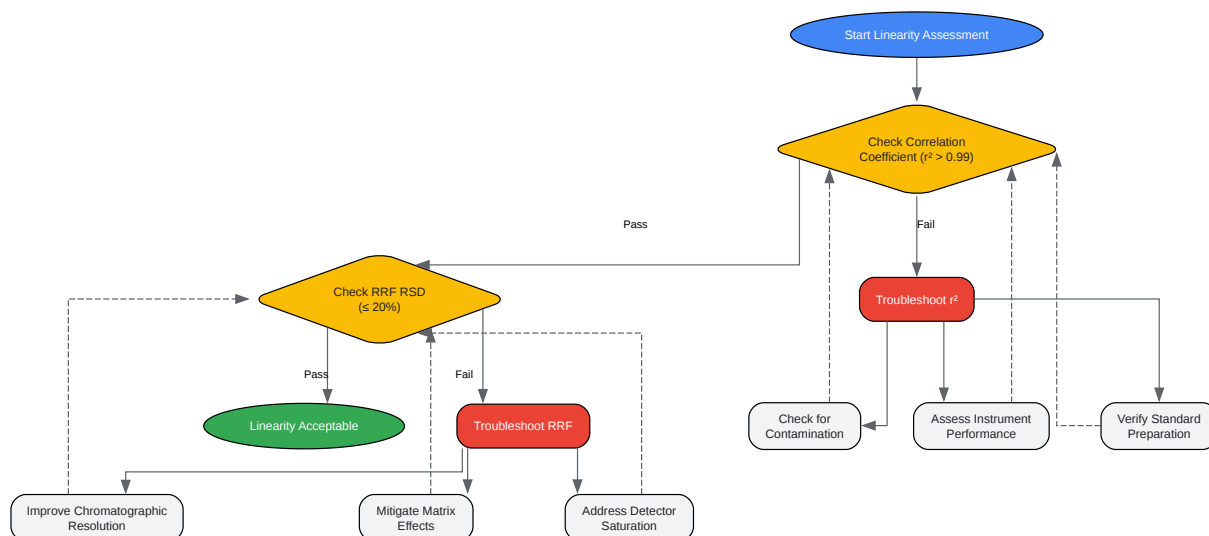 Start Linearity Assessment
Check Correlation
Coefficient (r² > 0.99)
Pass
Fail
Check RRF RSD
(≤ 20%)
Troubleshoot r²
Pass
Fail
Linearity Acceptable
Troubleshoot RRF
Check for
Contamination
Assess Instrument
Performance
Verify Standard
Preparation
Improve Chromatographic
Resolution
Mitigate Matrix
Effects
Address Detector
Saturation